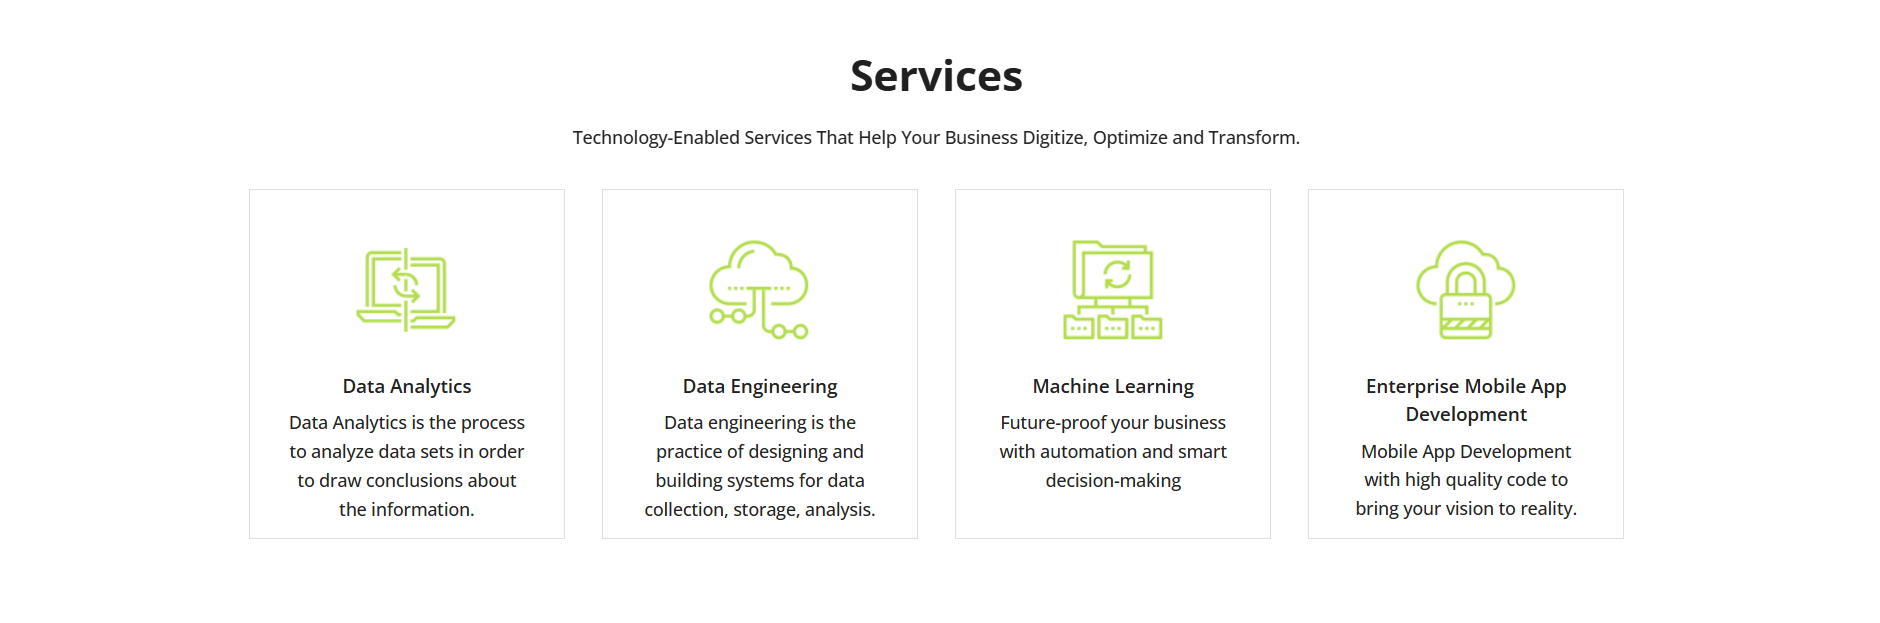 Services
Technology-Enabled Services That Help Your Business Digitize, Optimize and Transform.
Data Analytics
Data Analytics is the process
to analyze data sets in order
to draw conclusions about
the information.
Data Engineering
Data engineering is the
practice of designing and
building systems for data
collection, storage, analysis.
Machine Learning
Future-proof your business
with automation and smart
decision-making
Enterprise Mobile App
Development
Mobile App Development
with high quality code to
bring your vision to reality.